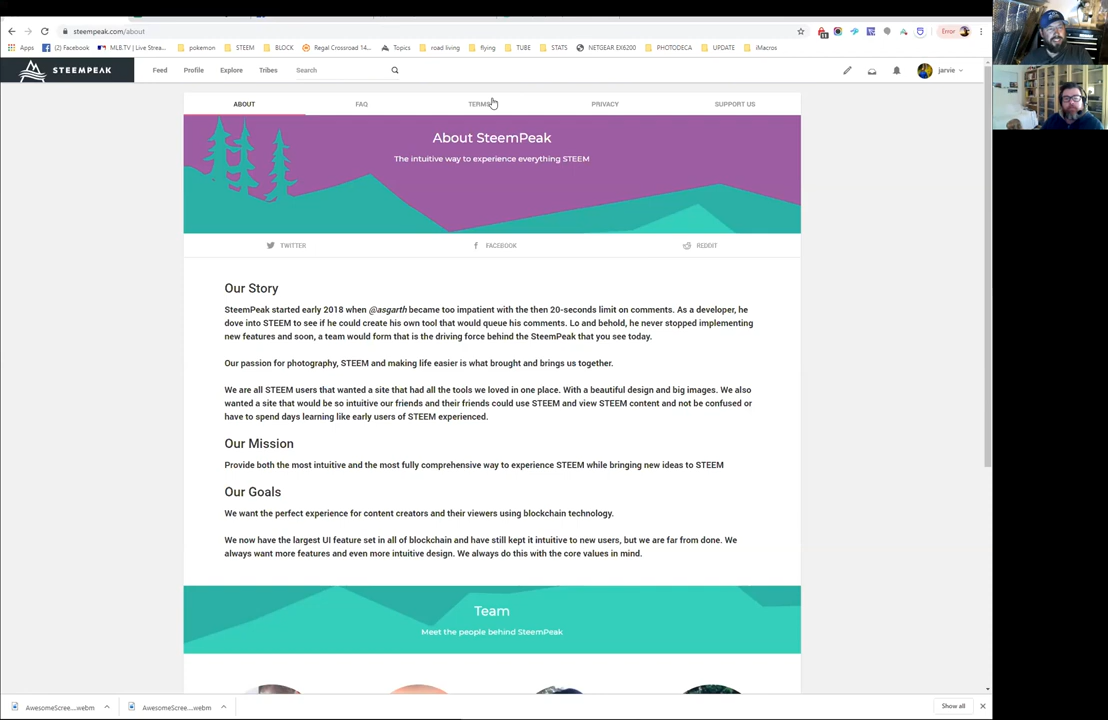 steempeak.com/about
Error
Apps (2) Facebook MLB.TV | Live Strea... pokemon STEEM BLOCK Regal Crossroad 14... Topics road living flying TUBE STATS NETGEAR EX6200 PHOTODECA UPDATE iMacros
STEEMPEAK Feed Profile Explore Tribes Search jarvie
ABOUT FAQ TERMS PRIVACY SUPPORT US
About SteemPeak
The intuitive way to experience everything STEEM
TWITTER FACEBOOK REDDIT
Our Story
SteemPeak started early 2018 when @asgarth became too impatient with the then 20-seconds limit on comments. As a developer, he
dove into STEEM to see if he could create his own tool that would queue his comments. Lo and behold, he never stopped implementing
new features and soon, a team would form that is the driving force behind the SteemPeak that you see today.
Our passion for photography, STEEM and making life easier is what brought and brings us together.
We are all STEEM users that wanted a site that had all the tools we loved in one place. With a beautiful design and big images. We also
wanted a site that would be so intuitive our friends and their friends could use STEEM and view STEEM content and not be confused or
have to spend days learning like early users of STEEM experienced.
Our Mission
Provide both the most intuitive and the most fully comprehensive way to experience STEEM while bringing new ideas to STEEM
Our Goals
We want the perfect experience for content creators and their viewers using blockchain technology.
We now have the largest UI feature set in all of blockchain and have still kept it intuitive to new users, but we are far from done. We
always want more features and even more intuitive design. We always do this with the core values in mind.
Team
Meet the people behind SteemPeak
AwesomeScree....webm AwesomeScree....webm Show all